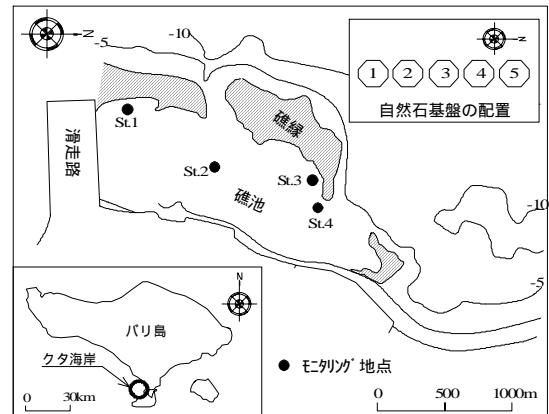 -5
-10
N
N
1 2 3 4 5
自然石基盤の配置
滑走路
St.1
礁縁
St.2
St.3
礁池
St.4
-10
-5
N
バリ島
クタ海岸
0 30km
● ﾓﾆﾀﾘﾝｸﾞ 地点
0 500 1000m